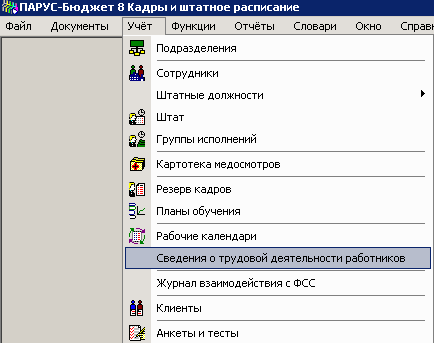 ПАРУС-Бюджет 8 Кадры и штатное расписание
Файл Документы Учёт Функции Отчёты Словари Окно Справ
Подразделения
Сотрудники
Штатные должности
Штат
Группы исполнений
Картотека медосмотров
Резерв кадров
Планы обучения
Рабочие календари
Сведения о трудовой деятельности работников
Журнал взаимодействия с ФСС
Клиенты
Анкеты и тесты